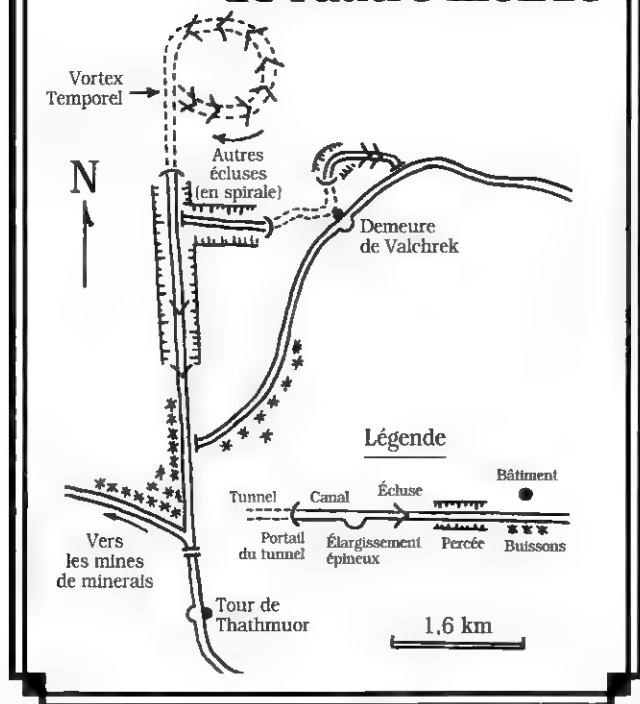 Vortex
Temporel
Autres
écluses
(en spirale)
N
Demeure
de Valchrek
Légende
Bâtiment
Tunnel
Canal
Écluse
Portail
du tunnel
Élargissement
épineux
Percée
Buissons
Vers
les mines
de minerais
Tour de
Thathmuor
1,6 km